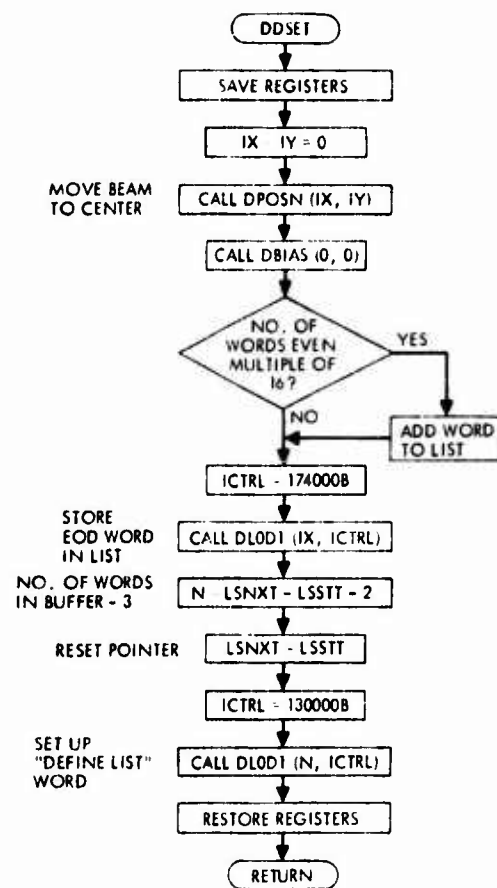 DDSET
SAVE REGISTERS
IX - IY = 0
MOVE BEAM
TO CENTER
CALL DPOSN (IX, IY)
CALL DBIAS (0, 0)
NO. OF
WORDS EVEN
MULTIPLE OF
16?
YES
NO
ADD WORD
TO LIST
ICTRL - 174000B
STORE
EOD WORD
IN LIST
CALL DL0D1 (IX, ICTRL)
NO. OF WORDS
IN BUFFER - 3
N - LSNXT - LSSTT - 2
RESET POINTER
LSNXT - LSSTT
ICTRL = 130000B
SET UP
"DEFINE LIST"
WORD
CALL DL0D1 (N, ICTRL)
RESTORE REGISTERS
RETURN